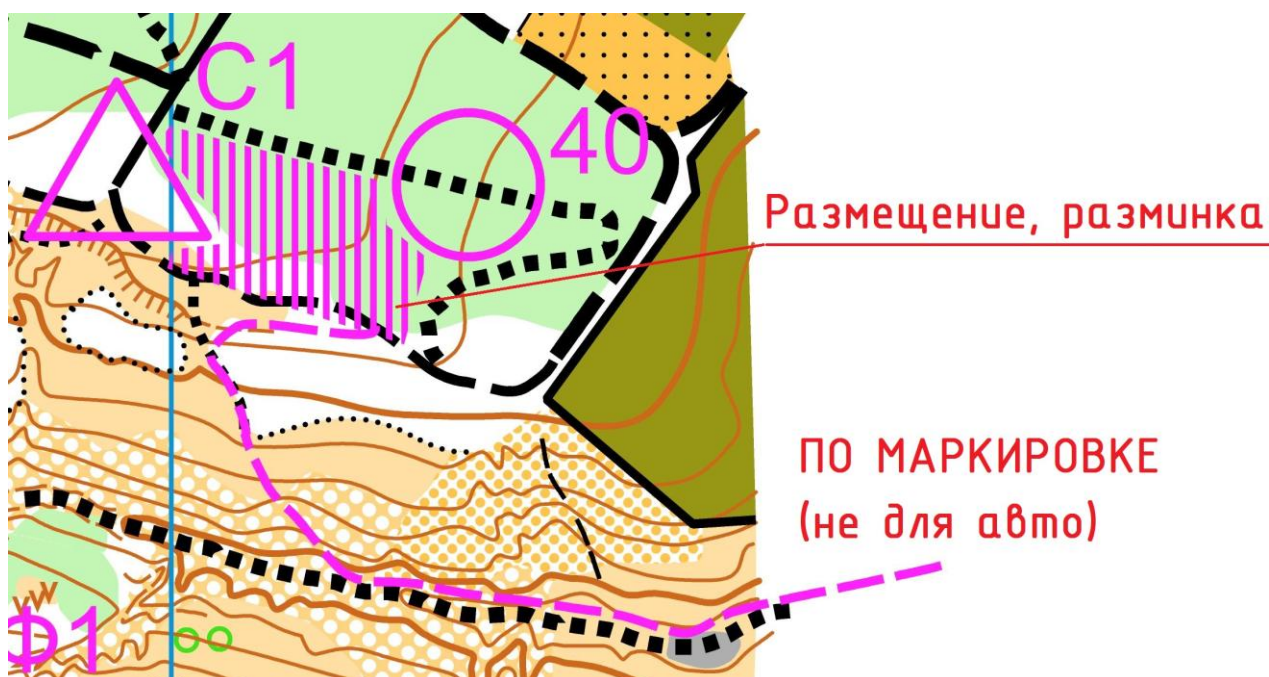 С1
40
Размещение, разминка
ПО МАРКИРОВКЕ
(не для авто)
Ф1